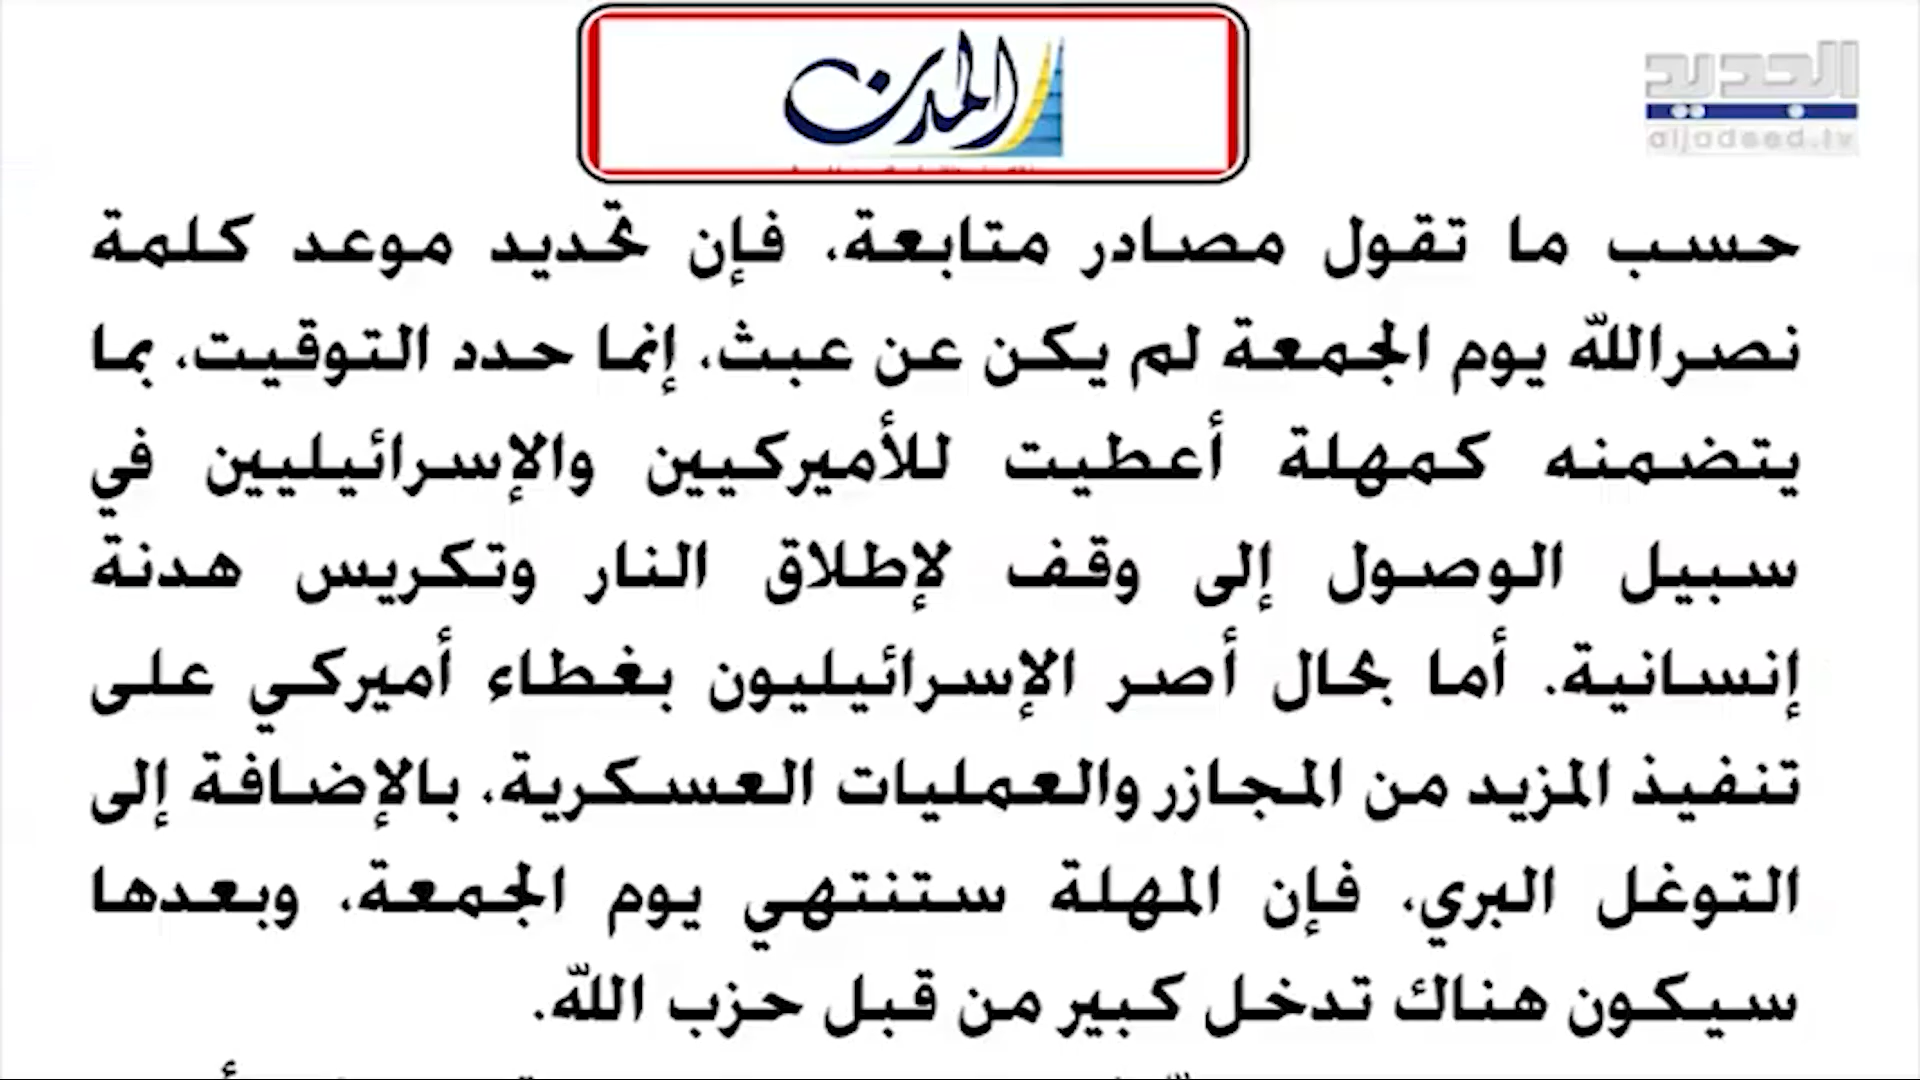 المدن
الجديد
aljadeed.tv
حسب ما تقول مصادر متابعة، فإن تحديد موعد كلمة
نصرالله يوم الجمعة لم يكن عن عبث، إنما حدد التوقيت، بما
يتضمنه كمهلة أعطيت للأميركيين والإسرائيليين في
سبيل الوصول إلى وقف لإطلاق النار وتكريس هدنة
إنسانية. أما بحال أصر الإسرائيليون بغطاء أميركي على
تنفيذ المزيد من المجازر والعمليات العسكرية، بالإضافة إلى
التوغل البري، فإن المهلة ستنتهي يوم الجمعة، وبعدها
سيكون هناك تدخل كبير من قبل حزب الله.